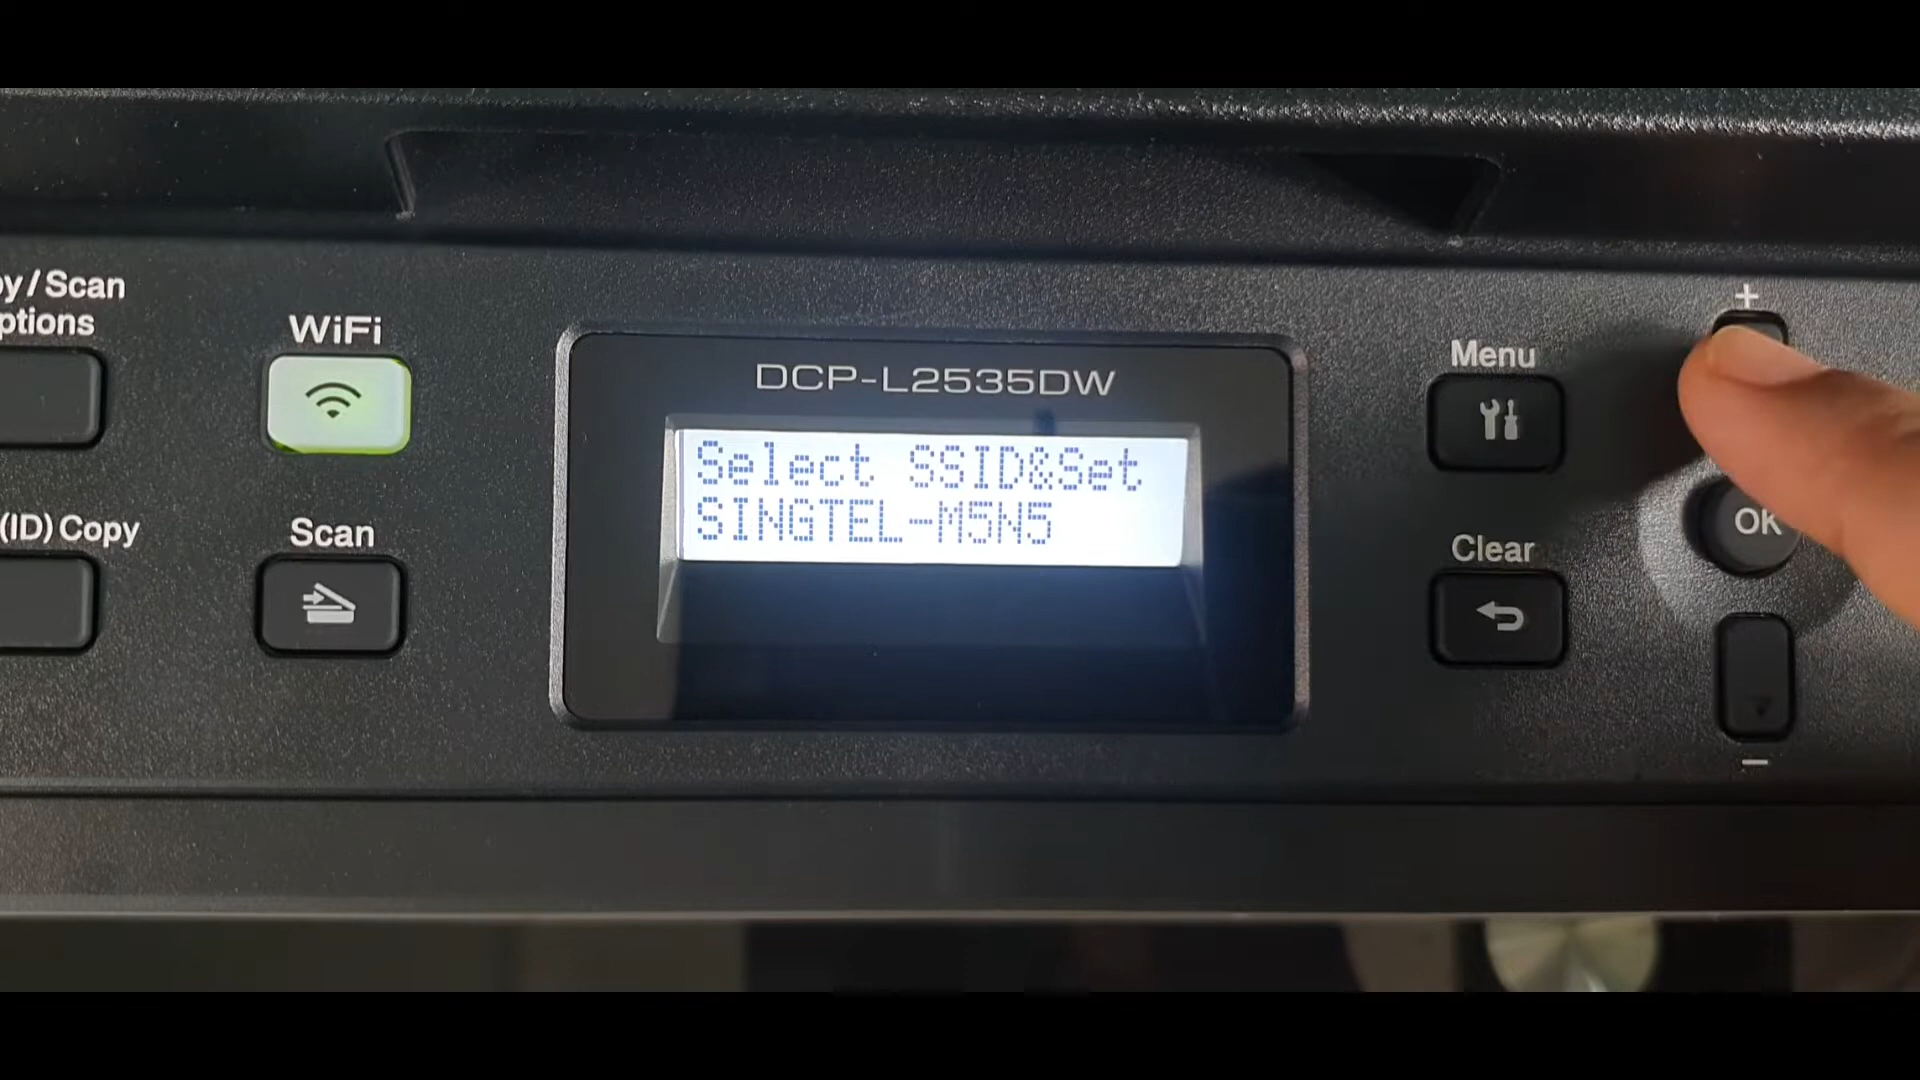 y / Scan
ptions
WiFi
DCP-L2535DW
+
Menu
Select SSID&Set
SINGTEL-M5N5
OK
(ID) Copy
Scan
Clear
−